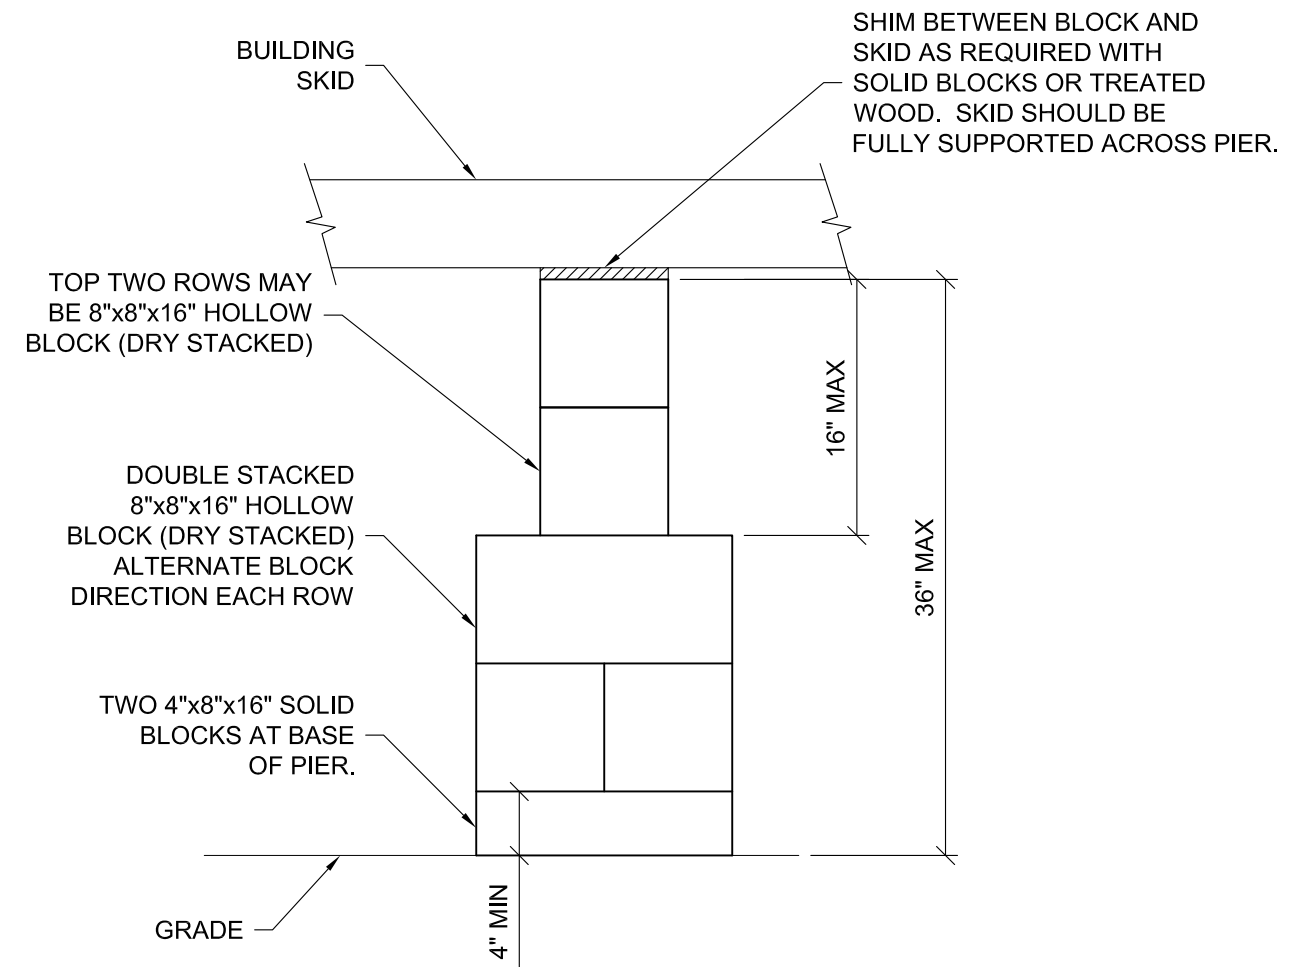 BUILDING
SKID
SHIM BETWEEN BLOCK AND
SKID AS REQUIRED WITH
SOLID BLOCKS OR TREATED
WOOD. SKID SHOULD BE
FULLY SUPPORTED ACROSS PIER.
TOP TWO ROWS MAY
BE 8"x8"x16" HOLLOW
BLOCK (DRY STACKED)
16" MAX
36" MAX
DOUBLE STACKED
8"x8"x16" HOLLOW
BLOCK (DRY STACKED)
ALTERNATE BLOCK
DIRECTION EACH ROW
TWO 4"x8"x16" SOLID
BLOCKS AT BASE
OF PIER.
4" MIN
GRADE